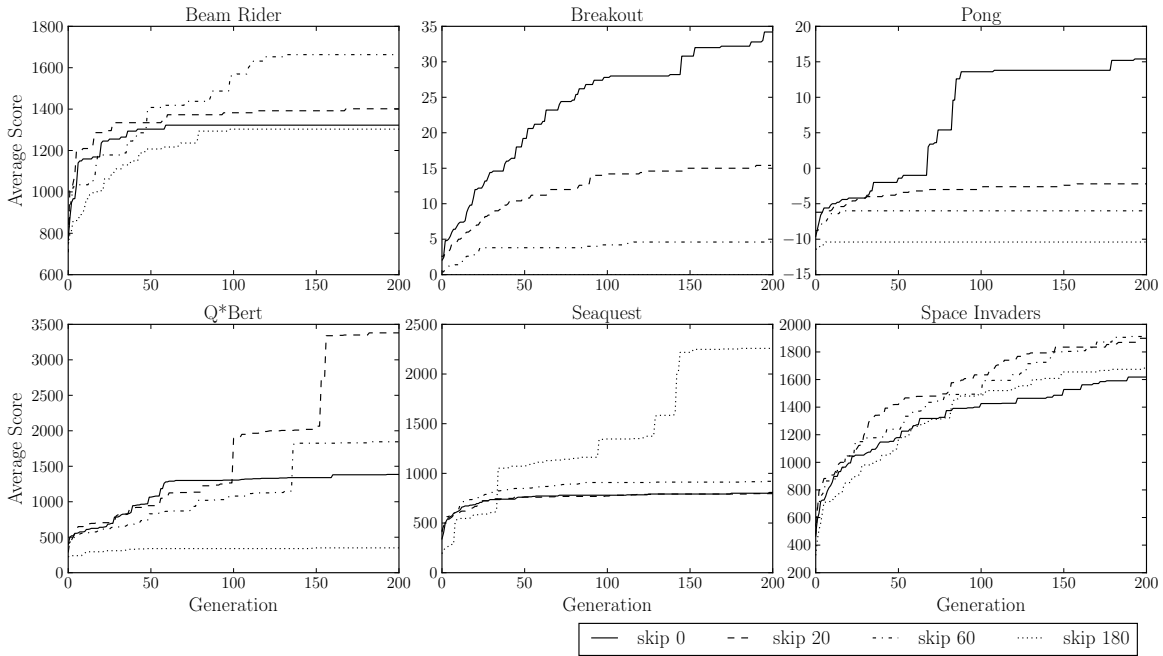 Beam Rider
Breakout
Pong
1800
1600
1400
1200
1000
800
600
0 50 100 150 200
35
30
25
20
15
10
5
0
0 50 100 150 200
20
15
10
5
0
−5
−10
−15
0 50 100 150 200
Average Score
Q*Bert
Seaquest
Space Invaders
3500
3000
2500
2000
1500
1000
500
0
0 50 100 150 200
2500
2000
1500
1000
500
0
0 50 100 150 200
2000
1800
1600
1400
1200
1000
800
600
400
200
0 50 100 150 200
Average Score
Generation
Generation
Generation
skip 0 skip 20 skip 60 skip 180